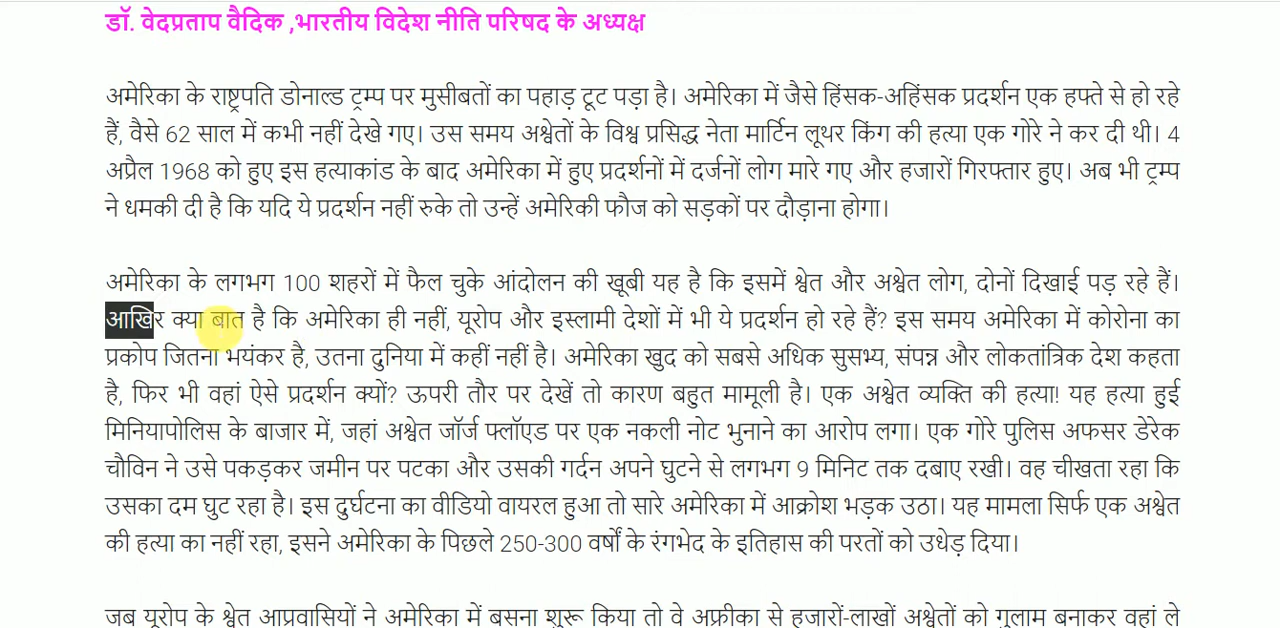 डॉ. वेदप्रताप वैदिक ,भारतीय विदेश नीति परिषद के अध्यक्ष
अमेरिका के राष्ट्रपति डोनाल्ड ट्रम्प पर मुसीबतों का पहाड़ टूट पड़ा है। अमेरिका में जैसे हिंसक-अहिंसक प्रदर्शन एक हफ्ते से हो रहे
हैं, वैसे 62 साल में कभी नहीं देखे गए। उस समय अश्वेतों के विश्व प्रसिद्ध नेता मार्टिन लूथर किंग की हत्या एक गोरे ने कर दी थी। 4
अप्रैल 1968 को हुए इस हत्याकांड के बाद अमेरिका में हुए प्रदर्शनों में दर्जनों लोग मारे गए और हजारों गिरफ्तार हुए। अब भी ट्रम्प
ने धमकी दी है कि यदि ये प्रदर्शन नहीं रुके तो उन्हें अमेरिकी फौज को सड़कों पर दौड़ाना होगा।
अमेरिका के लगभग 100 शहरों में फैल चुके आंदोलन की खूबी यह है कि इसमें श्वेत और अश्वेत लोग, दोनों दिखाई पड़ रहे हैं।
आखिर क्या बात है कि अमेरिका ही नहीं, यूरोप और इस्लामी देशों में भी ये प्रदर्शन हो रहे हैं? इस समय अमेरिका में कोरोना का
प्रकोप जितना भयंकर है, उतना दुनिया में कहीं नहीं है। अमेरिका खुद को सबसे अधिक सुसभ्य, संपन्न और लोकतांत्रिक देश कहता
है, फिर भी वहां ऐसे प्रदर्शन क्यों? ऊपरी तौर पर देखें तो कारण बहुत मामूली है। एक अश्वेत व्यक्ति की हत्या! यह हत्या हुई
मिनियापोलिस के बाजार में, जहां अश्वेत जॉर्ज फ्लॉएड पर एक नकली नोट भुनाने का आरोप लगा। एक गोरे पुलिस अफसर डेरेक
चौविन ने उसे पकड़कर जमीन पर पटका और उसकी गर्दन अपने घुटने से लगभग 9 मिनिट तक दबाए रखी। वह चीखता रहा कि
उसका दम घुट रहा है। इस दुर्घटना का वीडियो वायरल हुआ तो सारे अमेरिका में आक्रोश भड़क उठा। यह मामला सिर्फ एक अश्वेत
की हत्या का नहीं रहा, इसने अमेरिका के पिछले 250-300 वर्षों के रंगभेद के इतिहास की परतों को उधेड़ दिया।
जब यूरोप के श्वेत आप्रवासियों ने अमेरिका में बसना शुरू किया तो वे अफ्रीका से हजारों-लाखों अश्वेतों को गुलाम बनाकर वहां ले